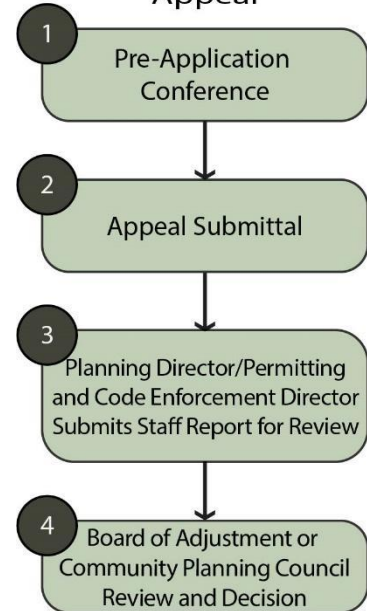 Appeal
1
Pre-Application
Conference
2
Appeal Submittal
3
Planning Director/Permitting
and Code Enforcement Director
Submits Staff Report for Review
4
Board of Adjustment or
Community Planning Council
Review and Decision